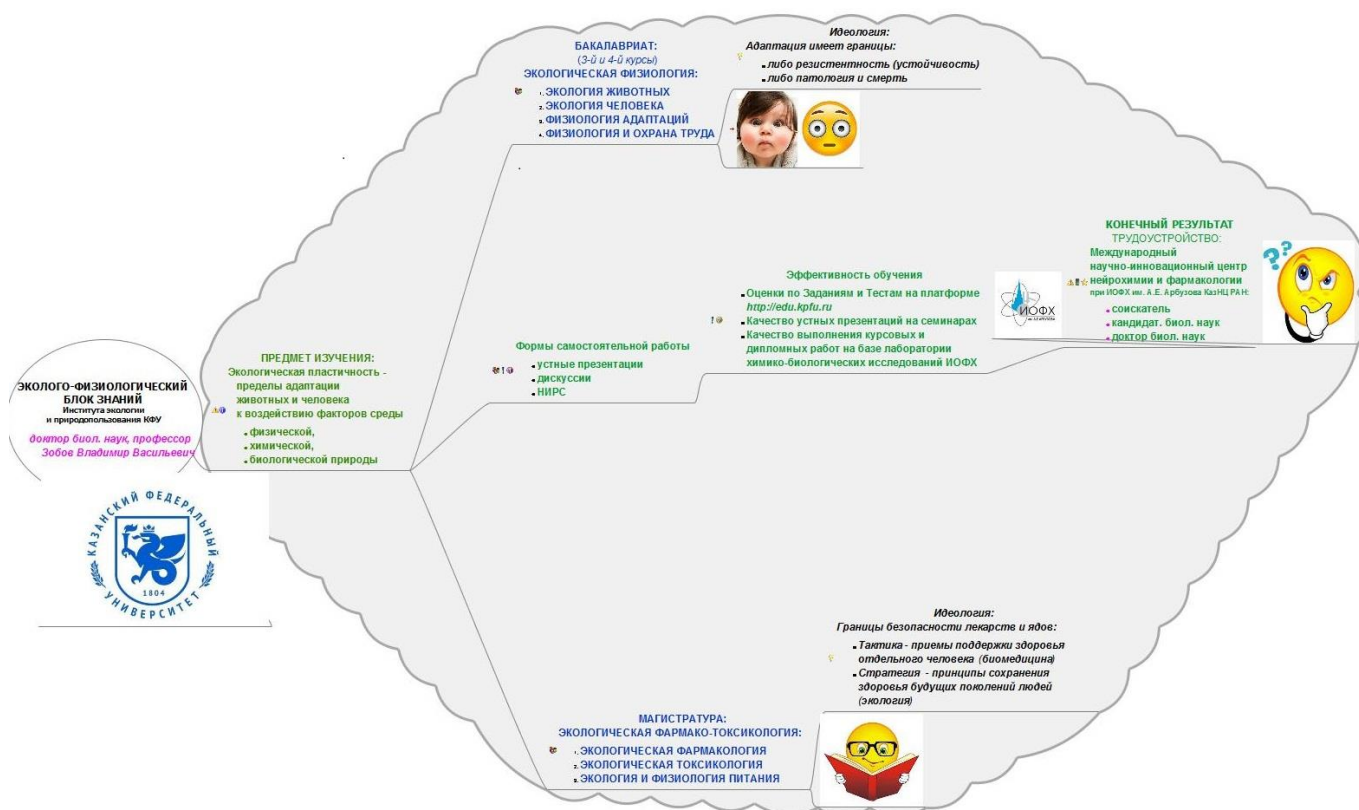 ЭКОЛОГО-ФИЗИОЛОГИЧЕСКИЙ
БЛОК ЗНАНИЙ
Института экологии
и природопользования КФУ
доктор биол. наук, профессор
Зобов Владимир Васильевич
КАЗАНСКИЙ ФЕДЕРАЛЬНЫЙ
УНИВЕРСИТЕТ
1804
ПРЕДМЕТ ИЗУЧЕНИЯ:
Экологическая пластичность -
пределы адаптации
животных и человека
к воздействию факторов среды
физической,
химической,
биологической природы
БАКАЛАВРИАТ:
(3-й и 4-й курсы)
ЭКОЛОГИЧЕСКАЯ ФИЗИОЛОГИЯ:
1. ЭКОЛОГИЯ ЖИВОТНЫХ
2. ЭКОЛОГИЯ ЧЕЛОВЕКА
3. ФИЗИОЛОГИЯ АДАПТАЦИЙ
4. ФИЗИОЛОГИЯ И ОХРАНА ТРУДА
Идеология:
Адаптация имеет границы:
либо резистентность (устойчивость)
либо патология и смерть
Формы самостоятельной работы
устные презентации
дискуссии
НИРС
Эффективность обучения
Оценки по Заданиям и Тестам на платформе
http://edu.kpfu.ru
Качество устных презентаций на семинарах
Качество выполнения курсовых и
дипломных работ на базе лаборатории
химико-биологических исследований ИОФХ
ИОФХ
КОНЕЧНЫЙ РЕЗУЛЬТАТ
ТРУДОУСТРОЙСТВО:
Международный
научно-инновационный центр
нейрохимии и фармакологии
при ИОФХ им. А.Е. Арбузова КазНЦ РАН:
соискатель
кандидат. биол. наук
доктор биол. наук
??
МАГИСТРАТУРА:
ЭКОЛОГИЧЕСКАЯ ФАРМАКО-ТОКСИКОЛОГИЯ:
1. ЭКОЛОГИЧЕСКАЯ ФАРМАКОЛОГИЯ
2. ЭКОЛОГИЧЕСКАЯ ТОКСИКОЛОГИЯ
3. ЭКОЛОГИЯ И ФИЗИОЛОГИЯ ПИТАНИЯ
Идеология:
Границы безопасности лекарств и ядов:
Тактика - приемы поддержки здоровья
отдельного человека (биомедицина)
Стратегия - принципы сохранения
здоровья будущих поколений людей
(экология)